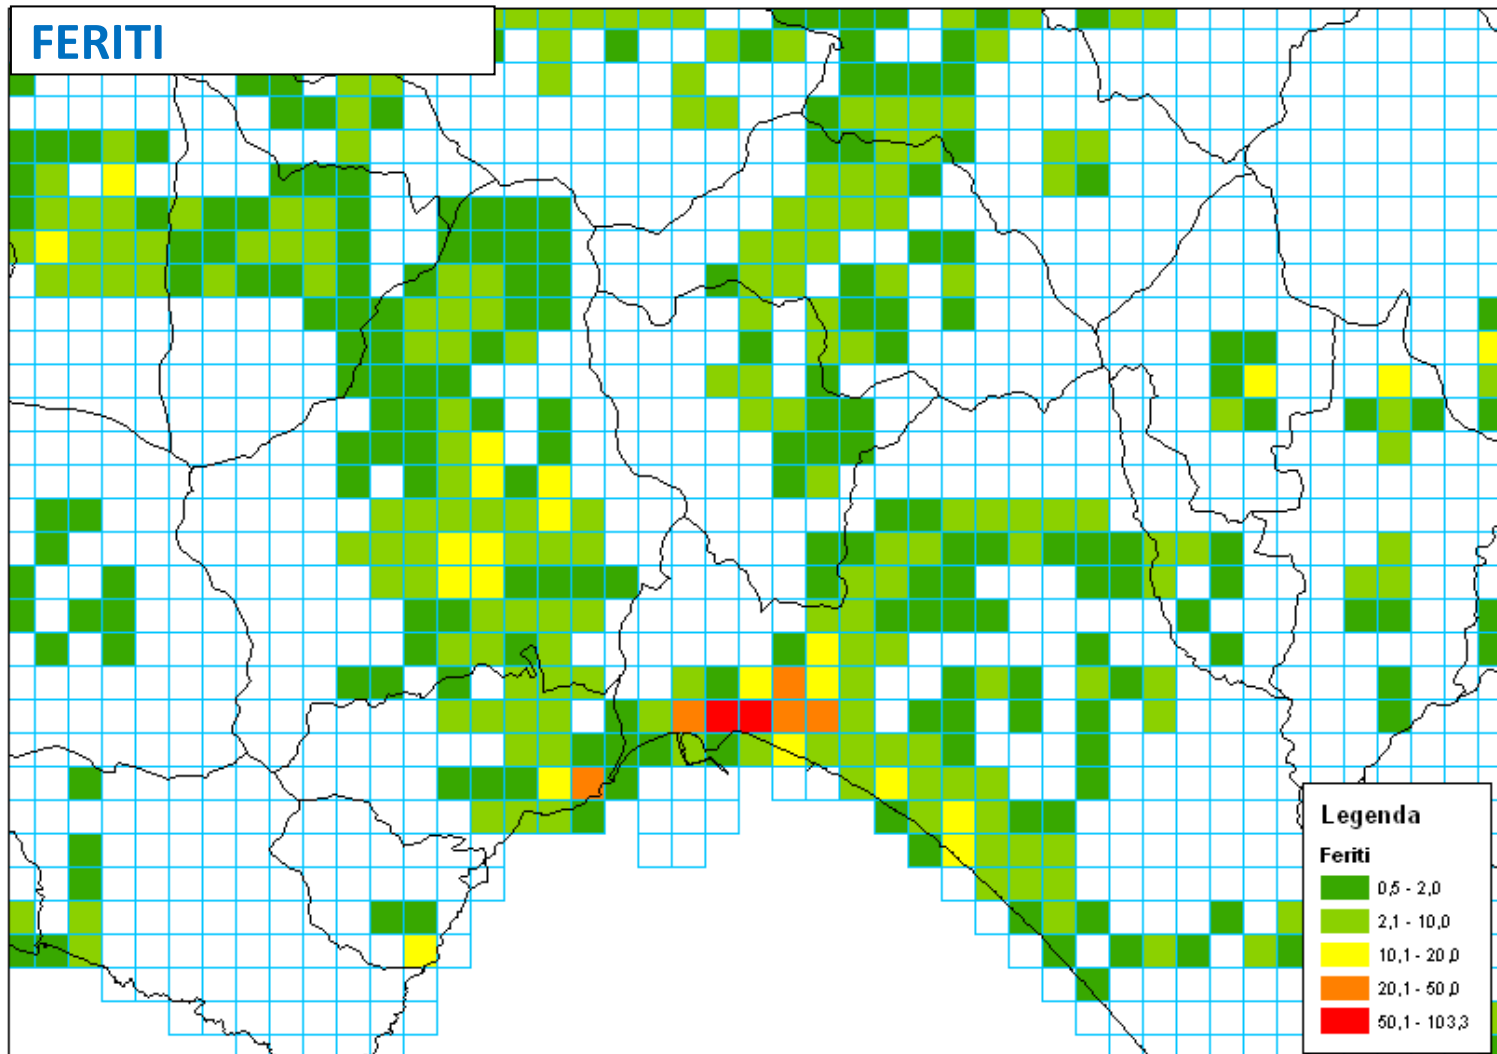 FERITI
Legenda
Feriti
0,5 - 2,0
2,1 - 10,0
10,1 - 20,0
20,1 - 50,0
50,1 - 103,3